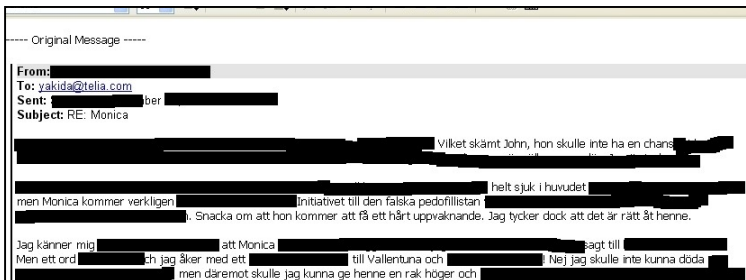 ----- Original Message -----
From:
To: yakida@telia.com
Sent: ber
Subject: RE: Monica
Vilket skämt John, hon skulle inte ha en chans
helt sjuk i huvudet
men Monica kommer verkligen Initiativet till den falska pedofillistan
. Snacka om att hon kommer att få ett hårt uppvaknande. Jag tycker dock att det är rätt åt henne.
Jag känner mig att Monica sagt till
Men ett ord ch jag åker med ett till Vallentuna och ! Nej jag skulle inte kunna döda
men däremot skulle jag kunna ge henne en rak höger och